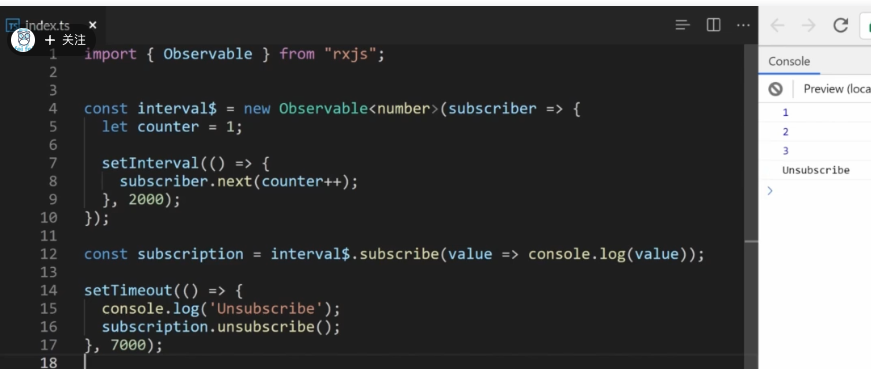 index.ts
+ 关注
1 import { Observable } from "rxjs";
2
3
4 const interval$ = new Observable<number>(subscriber => {
5 let counter = 1;
6
7 setInterval(() => {
8 subscriber.next(counter++);
9 }, 2000);
10 });
11
12 const subscription = interval$.subscribe(value => console.log(value));
13
14 setTimeout(() => {
15 console.log('Unsubscribe');
16 subscription.unsubscribe();
17 }, 7000);
18
Console
Preview (loca
1
2
3
Unsubscribe